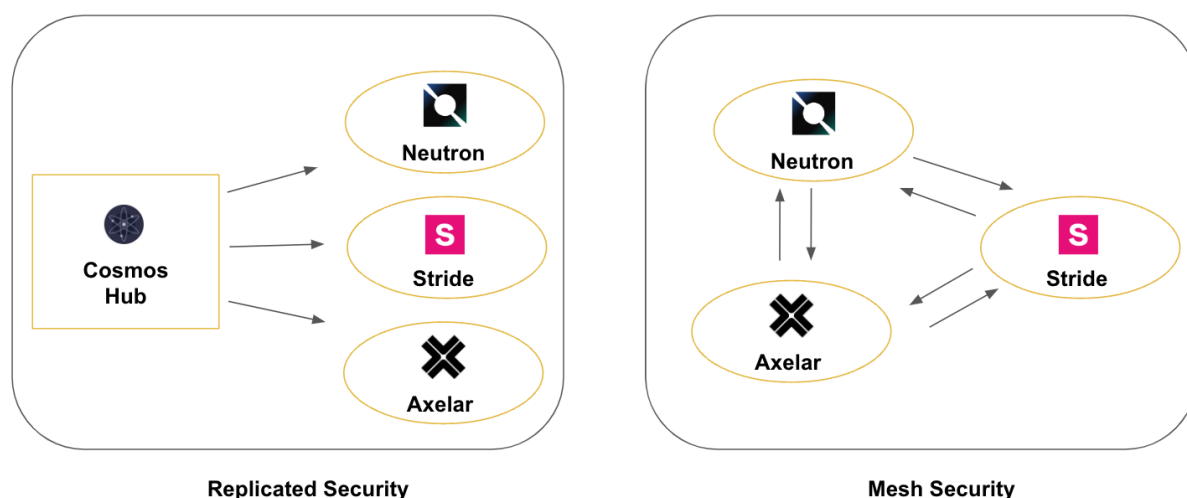 Neutron
Cosmos
Hub
S
Stride
Axelar
Replicated Security
Neutron
S
Stride
Axelar
Mesh Security